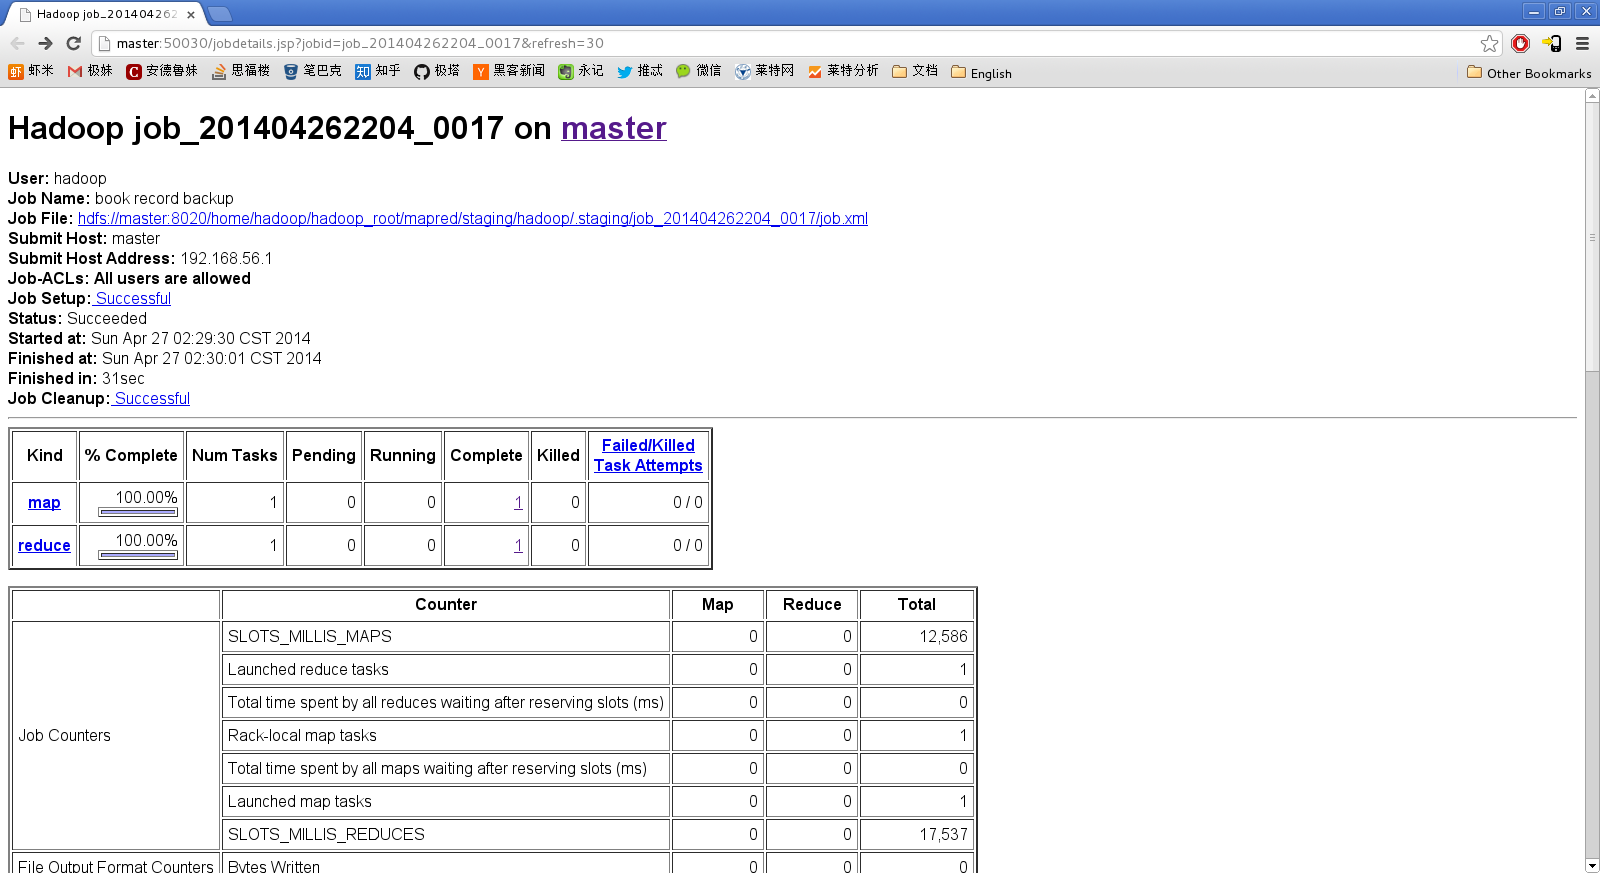 Hadoop job_201404262
master:50030/jobdetails.jsp?jobid=job_201404262204_0017&refresh=30
虾米 极妹 安德鲁妹 思福楼 笔巴克 知乎 极塔 黑客新闻 永记 推忒 微信 莱特网 莱特分析 文档 English Other Bookmarks
Hadoop job_201404262204_0017 on master
User: hadoop
Job Name: book record backup
Job File: hdfs://master:8020/home/hadoop/hadoop_root/mapred/staging/hadoop/.staging/job_201404262204_0017/job.xml
Submit Host: master
Submit Host Address: 192.168.56.1
Job-ACLs: All users are allowed
Job Setup: Successful
Status: Succeeded
Started at: Sun Apr 27 02:29:30 CST 2014
Finished at: Sun Apr 27 02:30:01 CST 2014
Finished in: 31sec
Job Cleanup: Successful
Kind % Complete Num Tasks Pending Running Complete Killed Failed/Killed Task Attempts
map 100.00% 1 0 0 1 0 0 / 0
reduce 100.00% 1 0 0 1 0 0 / 0
Counter Map Reduce Total
Job Counters
SLOTS_MILLIS_MAPS 0 0 12,586
Launched reduce tasks 0 0 1
Total time spent by all reduces waiting after reserving slots (ms) 0 0 0
Rack-local map tasks 0 0 1
Total time spent by all maps waiting after reserving slots (ms) 0 0 0
Launched map tasks 0 0 1
SLOTS_MILLIS_REDUCES 0 0 17,537
File Output Format Counters Bytes Written 0 0 0